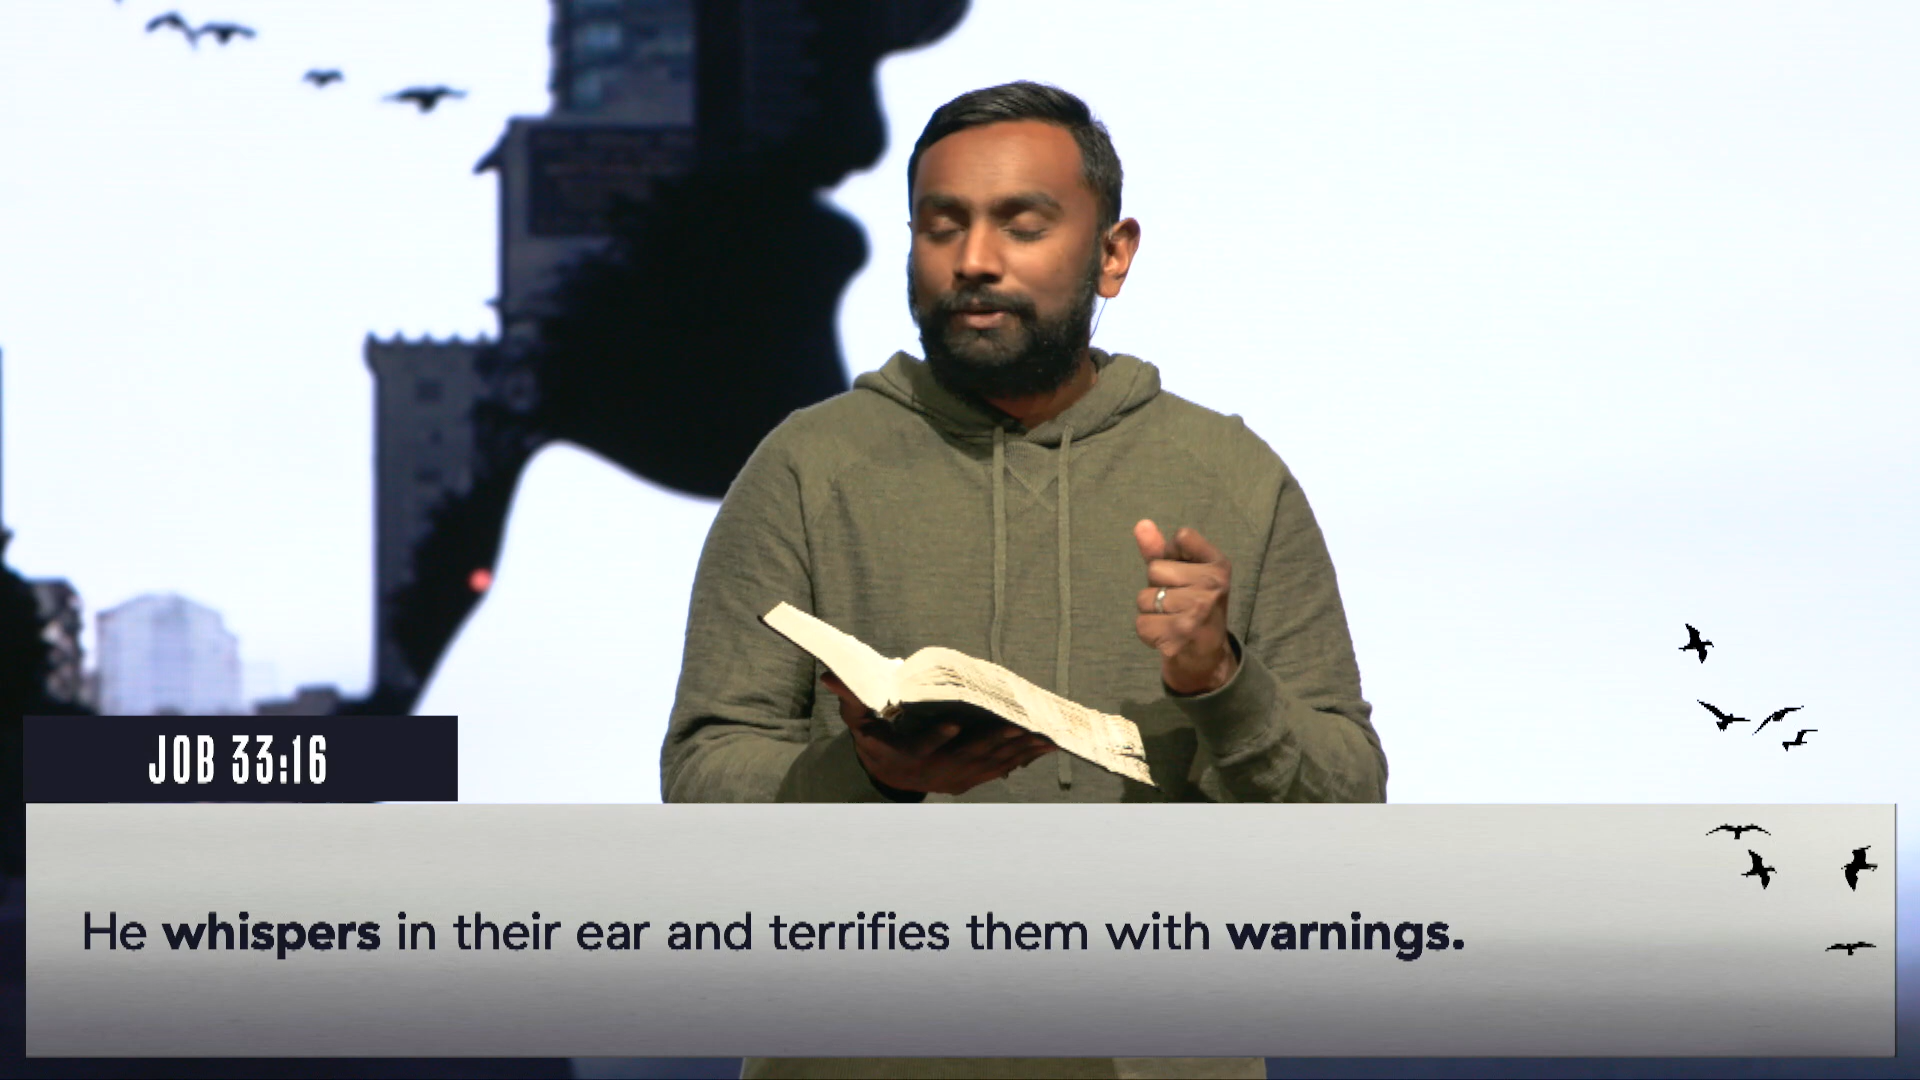 JOB 33:16
He whispers in their ear and terrifies them with warnings.